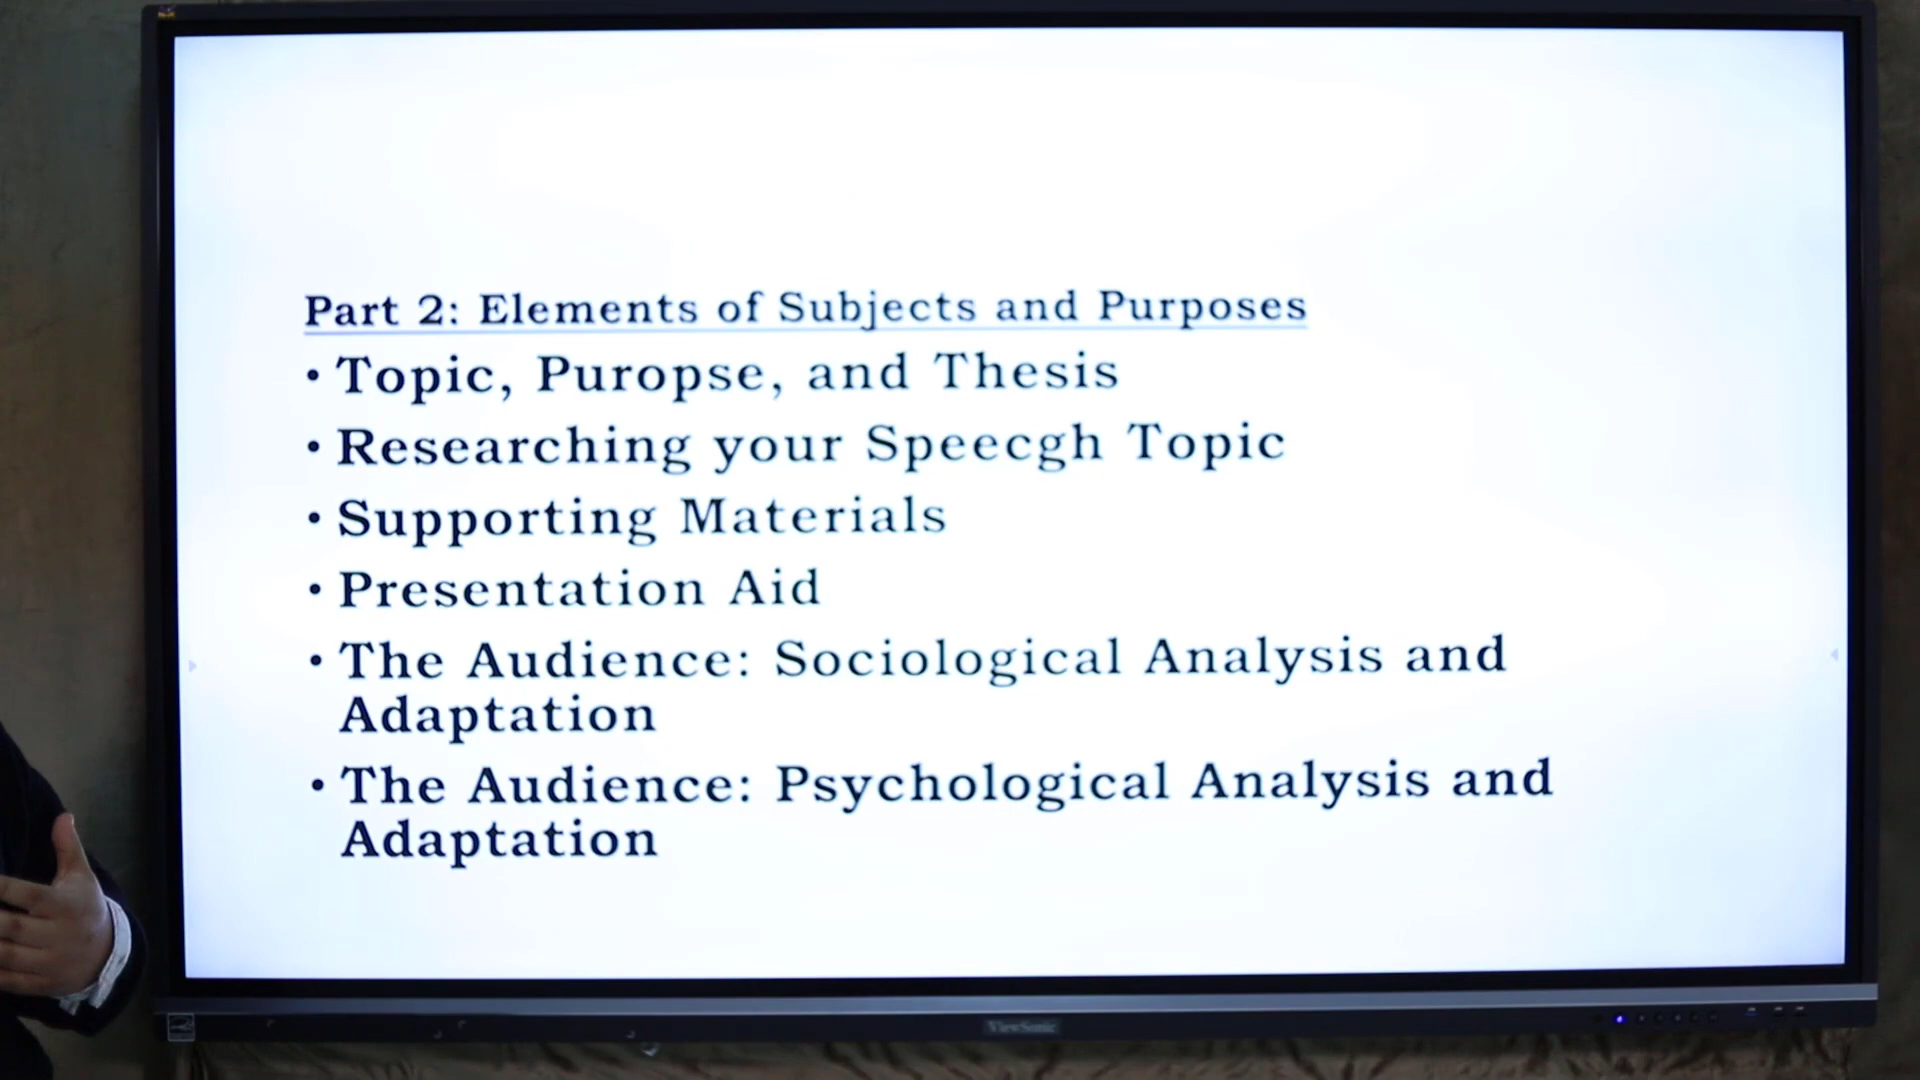 Part 2: Elements of Subjects and Purposes
• Topic, Puropse, and Thesis
• Researching your Speecgh Topic
• Supporting Materials
• Presentation Aid
• The Audience: Sociological Analysis and
Adaptation
• The Audience: Psychological Analysis and
Adaptation
ViewSonic